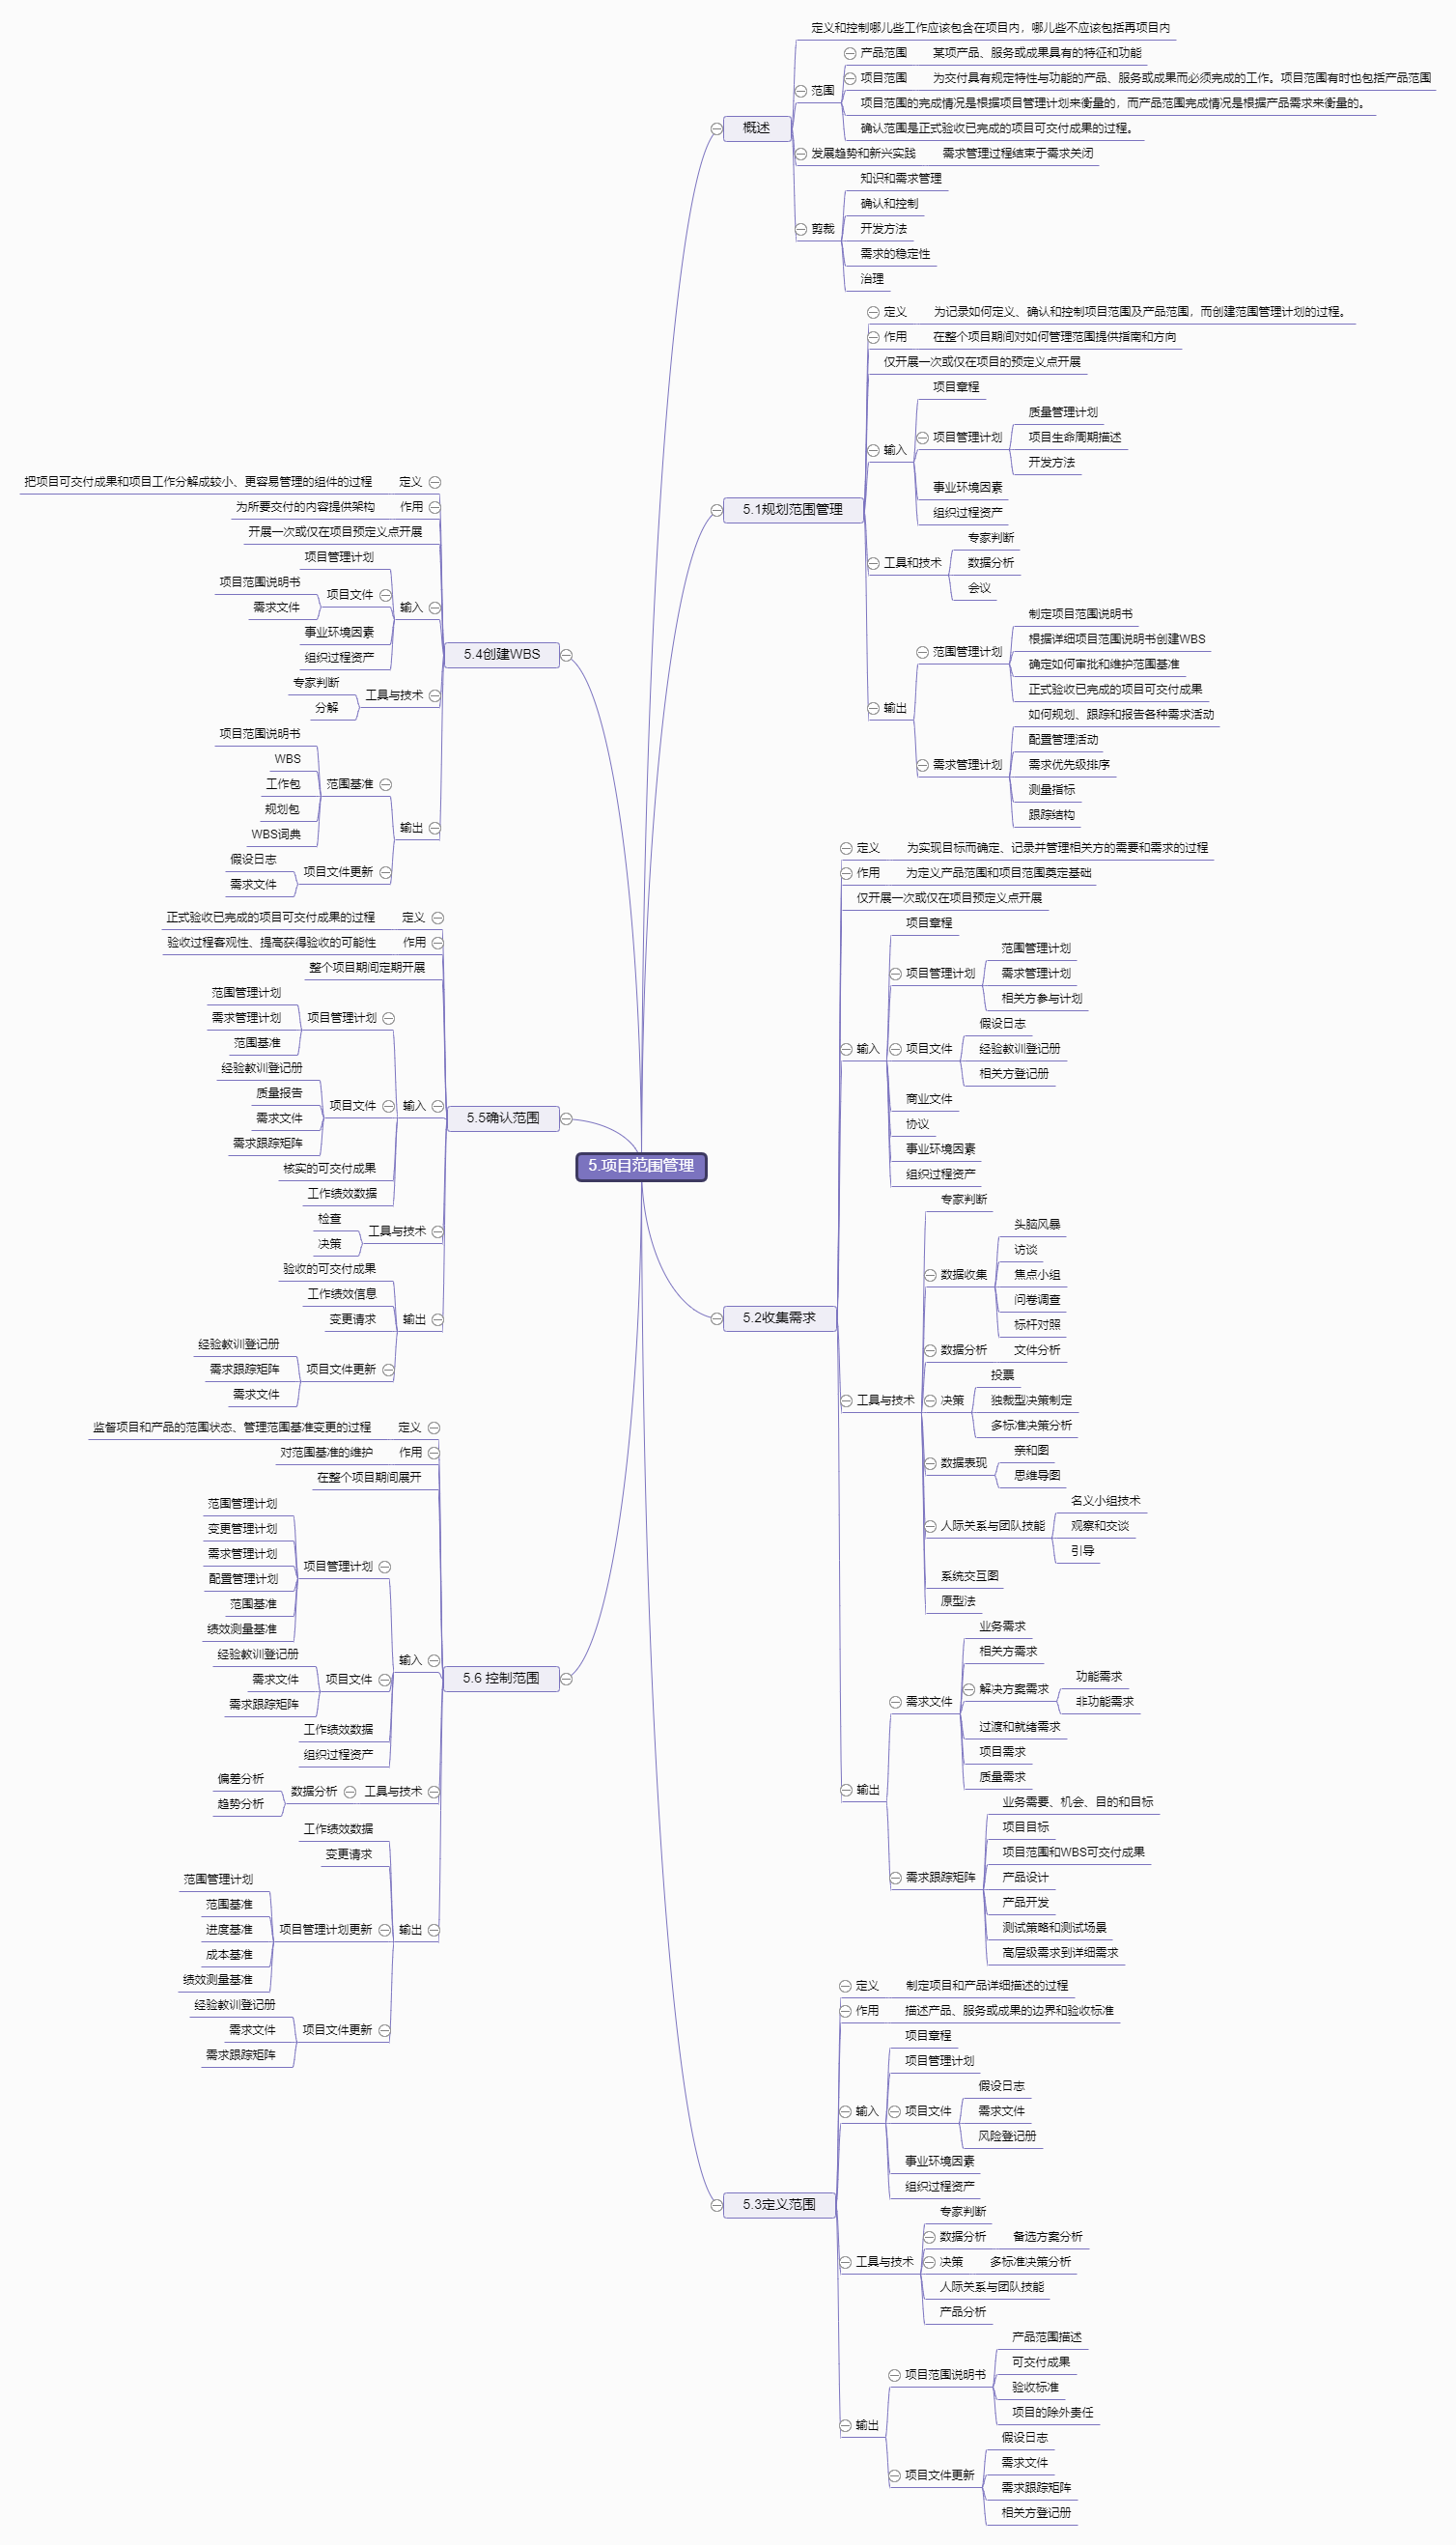 5.项目范围管理
概述
定义和控制哪儿些工作应该包含在项目内，哪儿些不应该包括再项目内
范围
产品范围
某项产品、服务或成果具有的特征和功能
项目范围
为交付具有规定特性与功能的产品、服务或成果而必须完成的工作。项目范围有时也包括产品范围
项目范围的完成情况是根据项目管理计划来衡量的，而产品范围完成情况是根据产品需求来衡量的。
确认范围是正式验收已完成的项目可交付成果的过程。
发展趋势和新兴实践
需求管理过程结束于需求关闭
剪裁
知识和需求管理
确认和控制
开发方法
需求的稳定性
治理
5.1规划范围管理
定义
为记录如何定义、确认和控制项目范围及产品范围，而创建范围管理计划的过程。
作用
在整个项目期间对如何管理范围提供指南和方向
仅开展一次或仅在项目的预定义点开展
输入
项目章程
项目管理计划
质量管理计划
项目生命周期描述
开发方法
事业环境因素
组织过程资产
工具和技术
专家判断
数据分析
会议
输出
范围管理计划
制定项目范围说明书
根据详细项目范围说明书创建WBS
确定如何审批和维护范围基准
正式验收已完成的项目可交付成果
需求管理计划
如何规划、跟踪和报告各种需求活动
配置管理活动
需求优先级排序
测量指标
跟踪结构
5.2收集需求
定义
为实现目标而确定、记录并管理相关方的需要和需求的过程
作用
为定义产品范围和项目范围奠定基础
仅开展一次或仅在项目预定义点开展
输入
项目章程
项目管理计划
范围管理计划
需求管理计划
相关方参与计划
项目文件
假设日志
经验教训登记册
相关方登记册
商业文件
协议
事业环境因素
组织过程资产
工具与技术
专家判断
数据收集
头脑风暴
访谈
焦点小组
问卷调查
标杆对照
数据分析
文件分析
决策
投票
独裁型决策制定
多标准决策分析
数据表现
亲和图
思维导图
人际关系与团队技能
名义小组技术
观察和交谈
引导
系统交互图
原型法
输出
需求文件
业务需求
相关方需求
解决方案需求
功能需求
非功能需求
过渡和就绪需求
项目需求
质量需求
需求跟踪矩阵
业务需要、机会、目的和目标
项目目标
项目范围和WBS可交付成果
产品设计
产品开发
测试策略和测试场景
高层级需求到详细需求
5.3定义范围
定义
制定项目和产品详细描述的过程
作用
描述产品、服务或成果的边界和验收标准
输入
项目章程
项目管理计划
项目文件
假设日志
需求文件
风险登记册
事业环境因素
组织过程资产
工具与技术
专家判断
数据分析
备选方案分析
决策
多标准决策分析
人际关系与团队技能
产品分析
输出
项目范围说明书
产品范围描述
可交付成果
验收标准
项目的除外责任
项目文件更新
假设日志
需求文件
需求跟踪矩阵
相关方登记册
5.4创建WBS
定义
把项目可交付成果和项目工作分解成较小、更容易管理的组件的过程
作用
为所要交付的内容提供架构
开展一次或仅在项目预定义点开展
输入
项目管理计划
项目文件
项目范围说明书
需求文件
事业环境因素
组织过程资产
工具与技术
专家判断
分解
输出
范围基准
项目范围说明书
WBS
工作包
规划包
WBS词典
项目文件更新
假设日志
需求文件
5.5确认范围
定义
正式验收已完成的项目可交付成果的过程
作用
验收过程客观性、提高获得验收的可能性
整个项目期间定期开展
输入
项目管理计划
范围管理计划
需求管理计划
范围基准
项目文件
经验教训登记册
质量报告
需求文件
需求跟踪矩阵
核实的可交付成果
工作绩效数据
工具与技术
检查
决策
输出
验收的可交付成果
工作绩效信息
变更请求
项目文件更新
经验教训登记册
需求跟踪矩阵
需求文件
5.6 控制范围
定义
监督项目和产品的范围状态、管理范围基准变更的过程
作用
对范围基准的维护
在整个项目期间展开
输入
项目管理计划
范围管理计划
变更管理计划
需求管理计划
配置管理计划
范围基准
绩效测量基准
项目文件
经验教训登记册
需求文件
需求跟踪矩阵
工作绩效数据
组织过程资产
工具与技术
数据分析
偏差分析
趋势分析
输出
工作绩效数据
变更请求
项目管理计划更新
范围管理计划
范围基准
进度基准
成本基准
绩效测量基准
项目文件更新
经验教训登记册
需求文件
需求跟踪矩阵